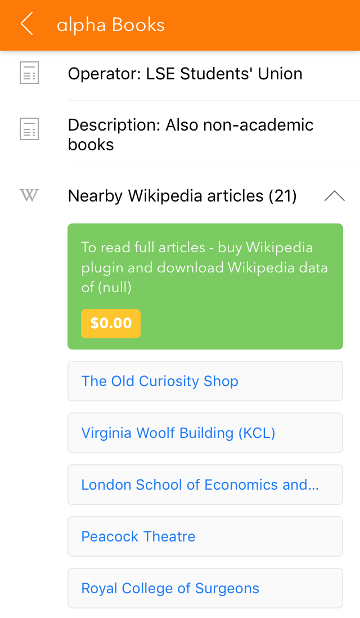 alpha Books
Operator: LSE Students' Union
Description: Also non-academic
books
W
Nearby Wikipedia articles (21)
To read full articles - buy Wikipedia
plugin and download Wikipedia data
of (null)
$0.00
The Old Curiosity Shop
Virginia Woolf Building (KCL)
London School of Economics and...
Peacock Theatre
Royal College of Surgeons